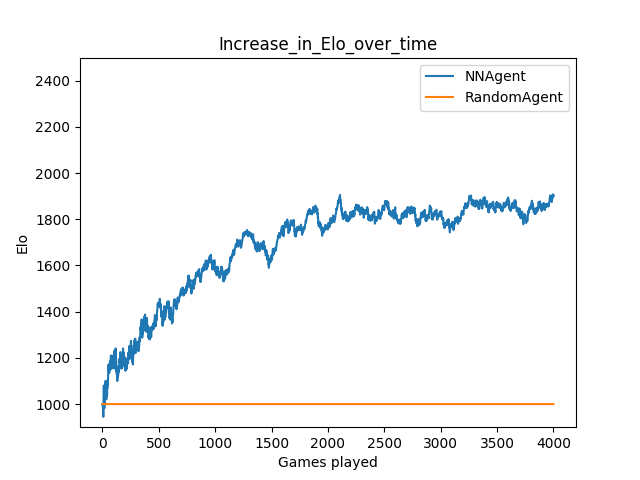 Increase_in_Elo_over_time
NNAgent
RandomAgent
2400
2200
2000
1800
1600
1400
1200
1000
Elo
0 500 1000 1500 2000 2500 3000 3500 4000
Games played